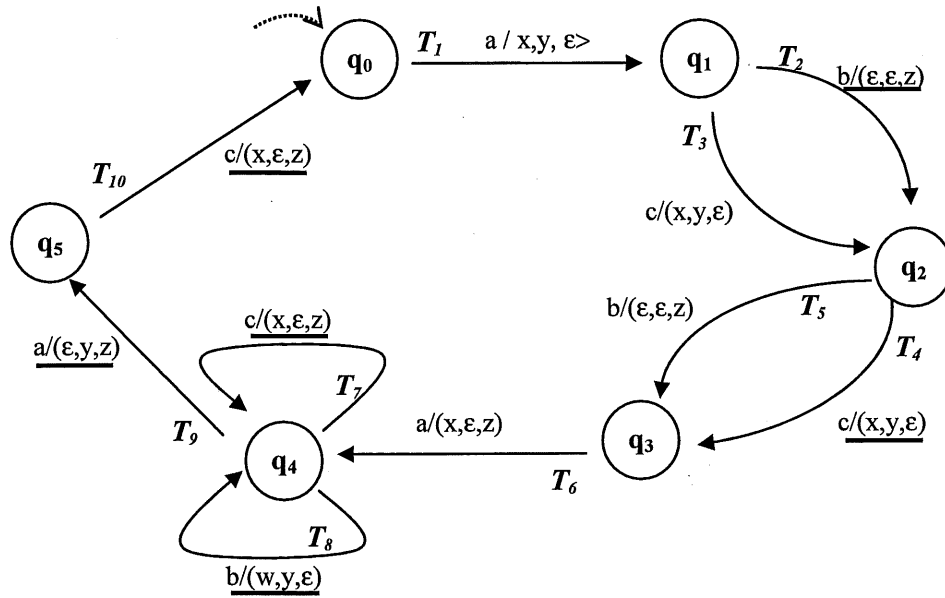 q0
T1
a / x,y, ε>
q1
T2
b/(ε,ε,z)
T3
c/(x,ε,z)
T10
c/(x,y,ε)
q5
q2
b/(ε,ε,z)
T5
c/(x,ε,z)
a/(ε,y,z)
T4
T7
a/(x,ε,z)
q3
c/(x,y,ε)
T9
q4
T6
T8
b/(w,y,ε)